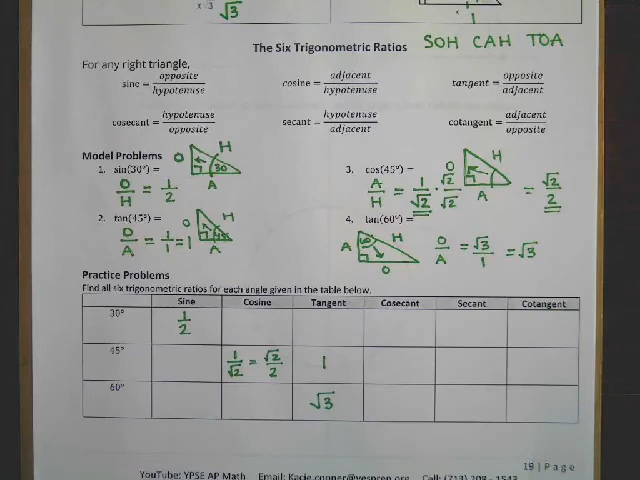 x 3 √3
1
The Six Trigonometric Ratios SOH CAH TOA
For any right triangle,
sine = opposite/hypotenuse cosine = adjacent/hypotenuse tangent = opposite/adjacent
cosecant = hypotenuse/opposite secant = hypotenuse/adjacent cotangent = adjacent/opposite
Model Problems
1. sin(30°) =
O H 30 A
O/H = 1/2
2. tan(45°) =
O H 45 A
O/A = 1/1 = 1
3. cos(45°) =
O H A
A/H = 1/√2 · √2/√2 = √2/2
4. tan(60°) =
A 60 H O
O/A = √3/1 = √3
Practice Problems
Find all six trigonometric ratios for each angle given in the table below.
Sine Cosine Tangent Cosecant Secant Cotangent
30° 1/2
45° 1/√2 = √2/2 1
60° √3
19 | Page
YouTube: YPSE AP Math Email: Call: (713)